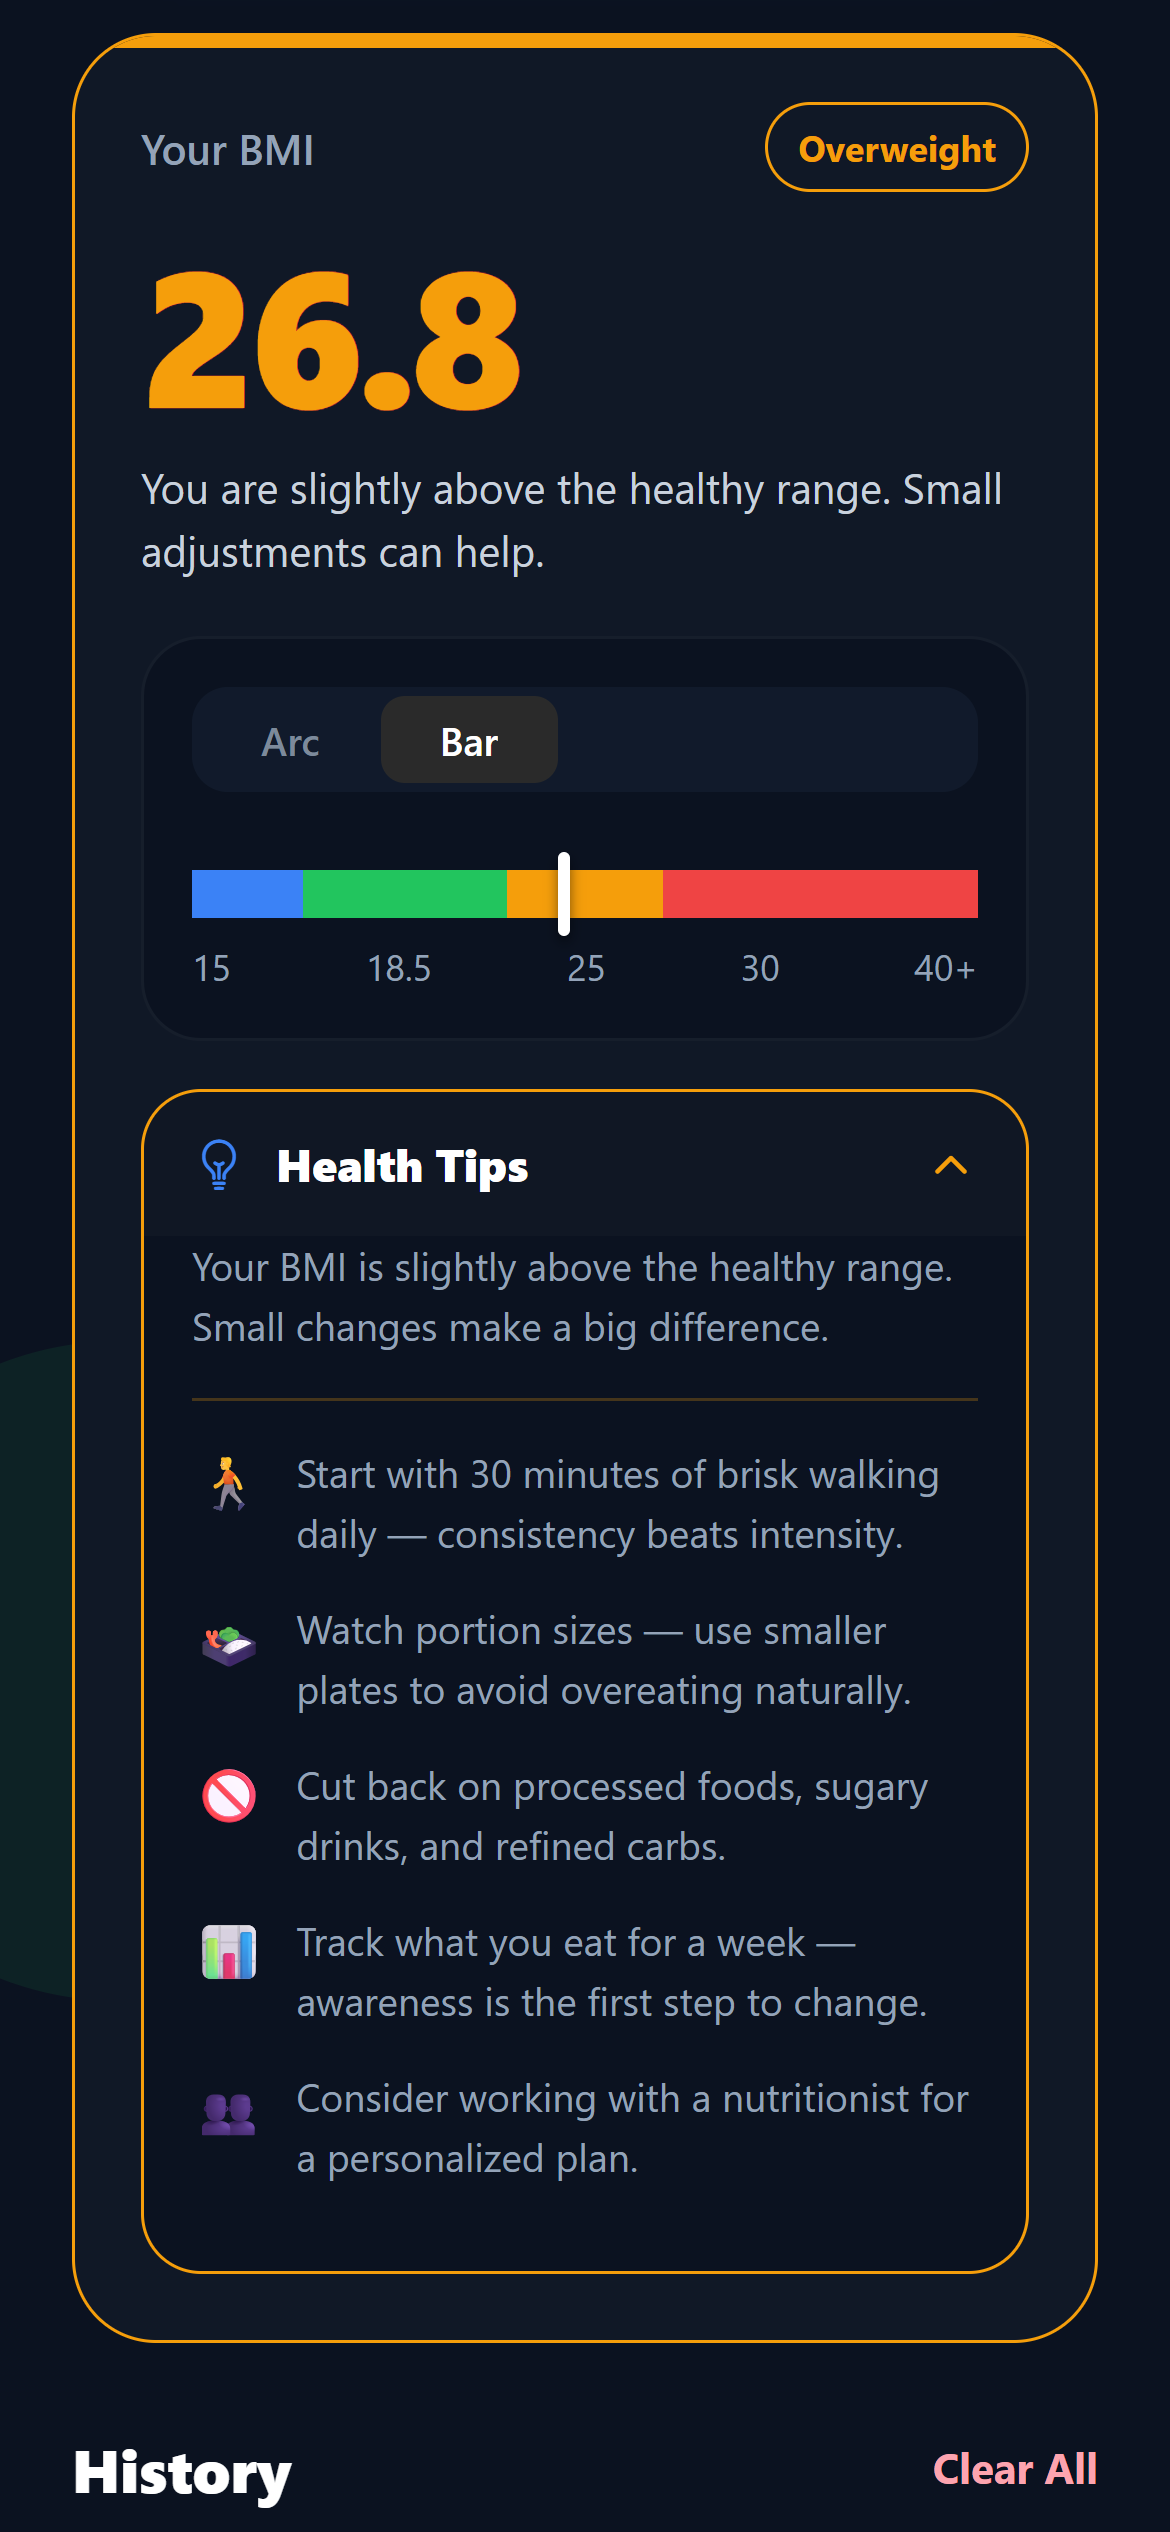 Your BMI
Overweight
26.8
You are slightly above the healthy range. Small
adjustments can help.
Arc
Bar
15 18.5 25 30 40+
Health Tips
Your BMI is slightly above the healthy range.
Small changes make a big difference.
Start with 30 minutes of brisk walking
daily — consistency beats intensity.
Watch portion sizes — use smaller
plates to avoid overeating naturally.
Cut back on processed foods, sugary
drinks, and refined carbs.
Track what you eat for a week —
awareness is the first step to change.
Consider working with a nutritionist for
a personalized plan.
History
Clear All